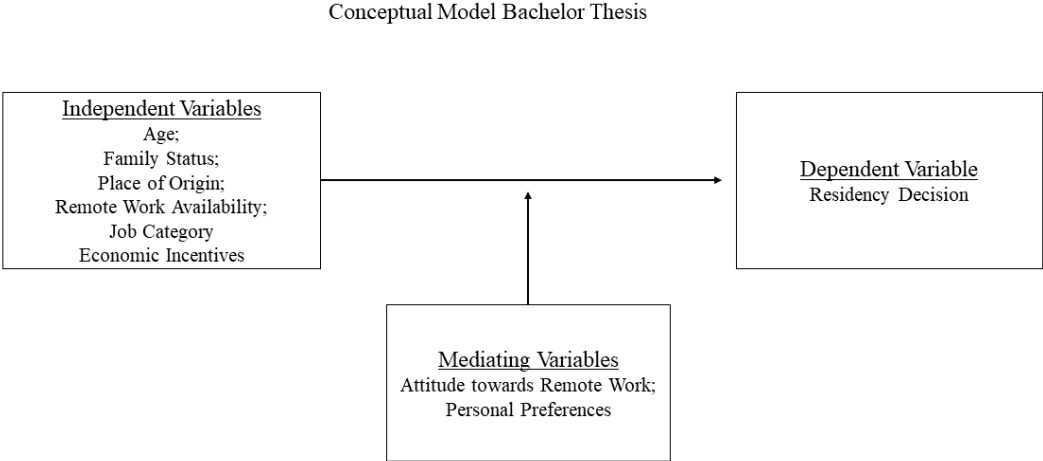 Conceptual Model Bachelor Thesis
Independent Variables
Age;
Family Status;
Place of Origin;
Remote Work Availability;
Job Category
Economic Incentives
Dependent Variable
Residency Decision
Mediating Variables
Attitude towards Remote Work;
Personal Preferences